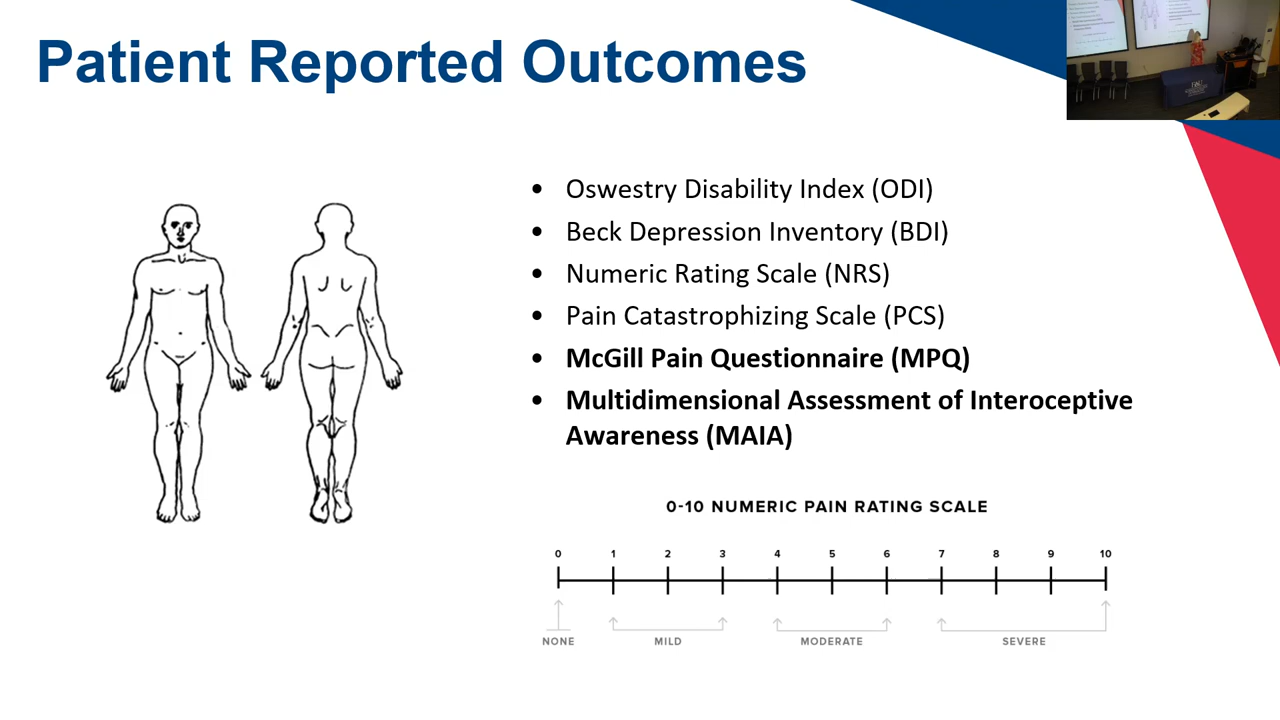 Patient Reported Outcomes
• Oswestry Disability Index (ODI)
• Beck Depression Inventory (BDI)
• Numeric Rating Scale (NRS)
• Pain Catastrophizing Scale (PCS)
• McGill Pain Questionnaire (MPQ)
• Multidimensional Assessment of Interoceptive
Awareness (MAIA)
0-10 NUMERIC PAIN RATING SCALE
0 1 2 3 4 5 6 7 8 9 10
NONE MILD MODERATE SEVERE